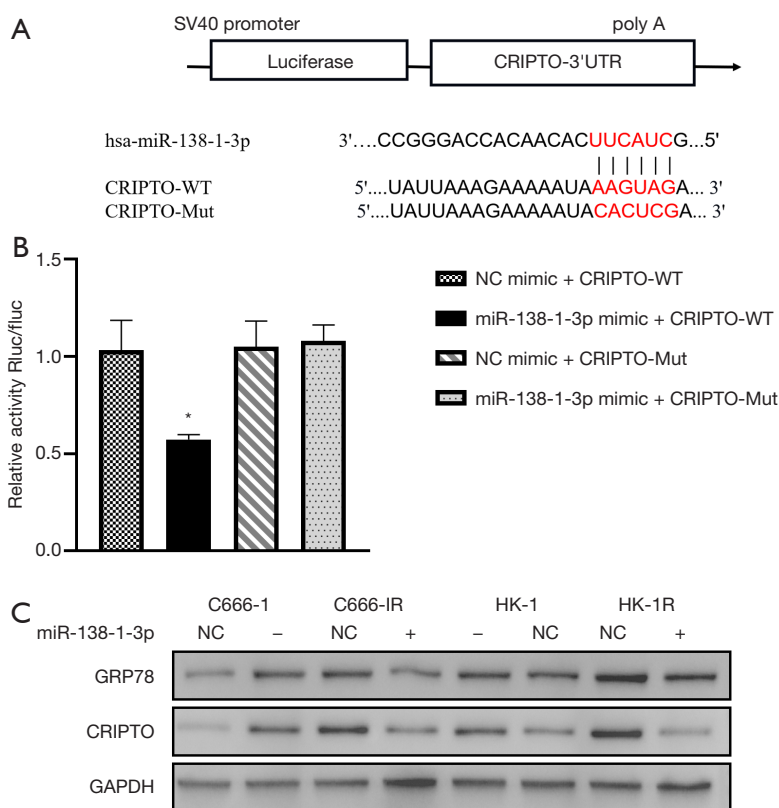 A
SV40 promoter poly A
Luciferase CRIPTO-3'UTR
hsa-miR-138-1-3p 3'....CCGGGACCACAACACUUCAUCG...5'
CRIPTO-WT 5'....UAUUAAAGAAAAAUAAAGUAGA... 3'
CRIPTO-Mut 5'....UAUUAAAGAAAAAUACACUCGA... 3'
B
Relative activity Rluc/fluc
1.5
1.0
0.5
0.0
*
NC mimic + CRIPTO-WT
miR-138-1-3p mimic + CRIPTO-WT
NC mimic + CRIPTO-Mut
miR-138-1-3p mimic + CRIPTO-Mut
C
C666-1 C666-IR HK-1 HK-1R
miR-138-1-3p NC – NC + – NC NC +
GRP78
CRIPTO
GAPDH